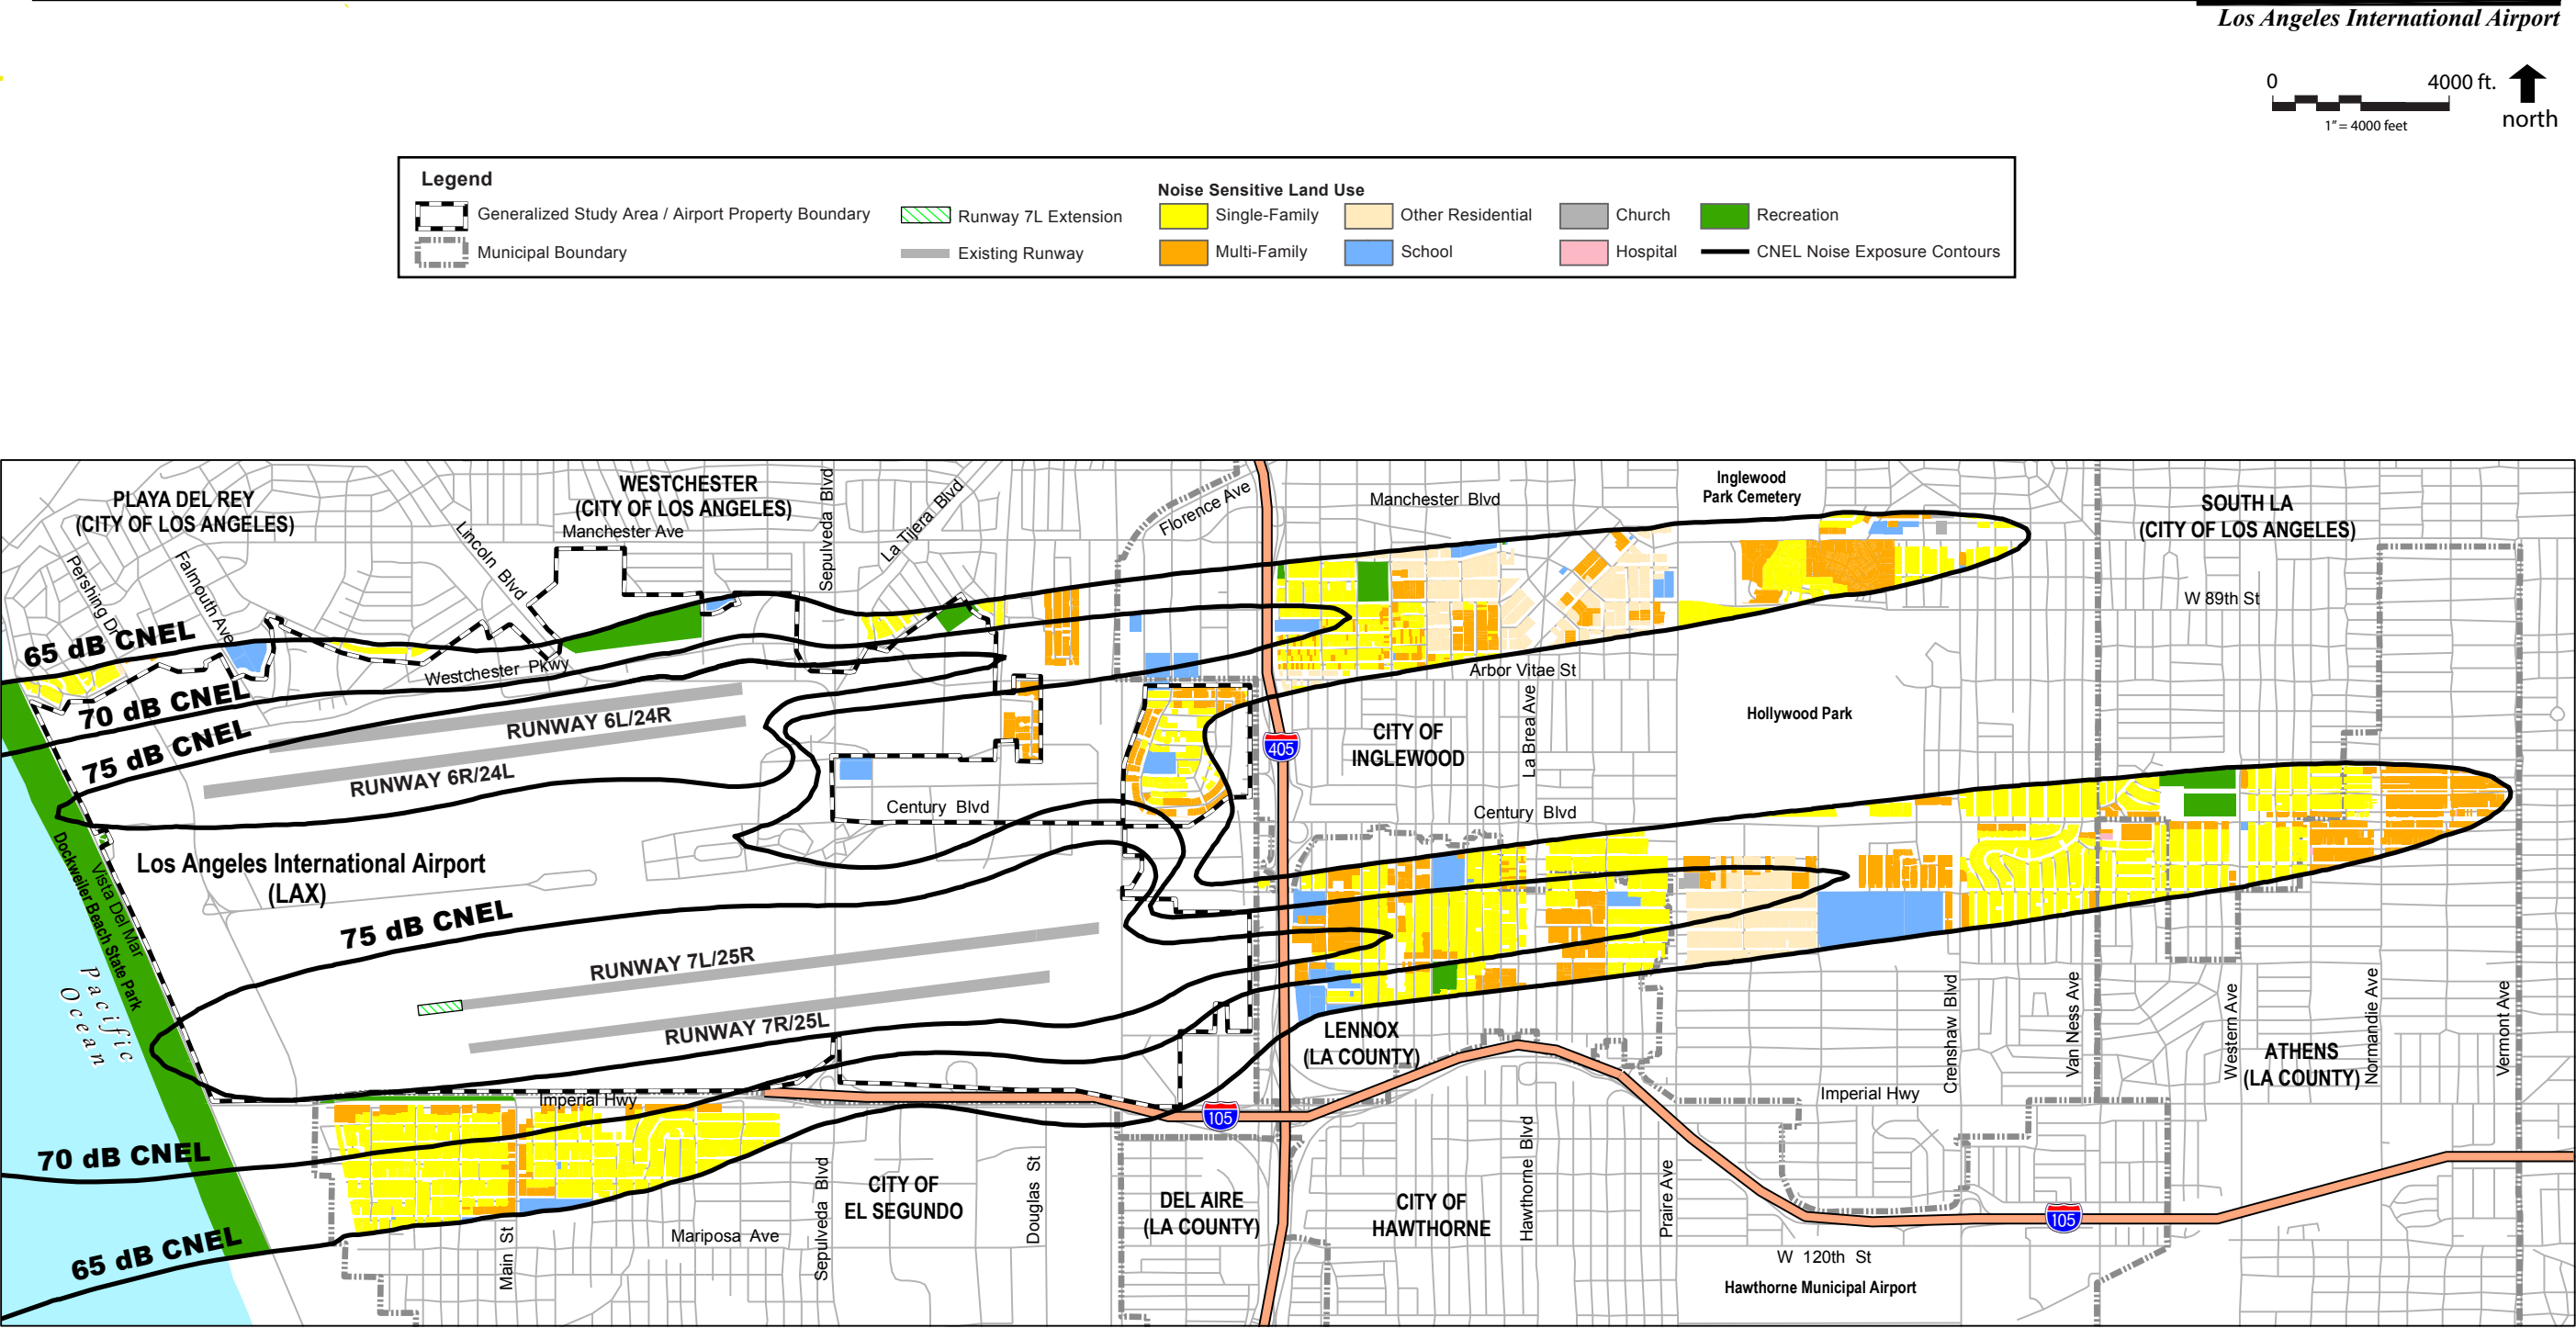 Los Angeles International Airport
0 4000 ft.
1" = 4000 feet
north
Legend
Generalized Study Area / Airport Property Boundary
Municipal Boundary
Runway 7L Extension
Existing Runway
Noise Sensitive Land Use
Single-Family
Multi-Family
Other Residential
School
Church
Hospital
Recreation
CNEL Noise Exposure Contours
PLAYA DEL REY
(CITY OF LOS ANGELES)
WESTCHESTER
(CITY OF LOS ANGELES)
Manchester Ave
Sepulveda Blvd
La Tijera Blvd
Florence Ave
Manchester Blvd
Inglewood
Park Cemetery
SOUTH LA
(CITY OF LOS ANGELES)
Pershing Dr
Falmouth Ave
Lincoln Blvd
W 89th St
65 dB CNEL
Westchester Pkwy
Arbor Vitae St
70 dB CNEL
75 dB CNEL
RUNWAY 6L/24R
RUNWAY 6R/24L
405
CITY OF
INGLEWOOD
La Brea Ave
Hollywood Park
Century Blvd
Century Blvd
Los Angeles International Airport
(LAX)
Vista Del Mar
Dockweiler Beach State Park
Pacific
Ocean
75 dB CNEL
RUNWAY 7L/25R
RUNWAY 7R/25L
LENNOX
(LA COUNTY)
Crenshaw Blvd
Van Ness Ave
Western Ave
ATHENS
(LA COUNTY)
Normandie Ave
Vermont Ave
Imperial Hwy
105
Imperial Hwy
70 dB CNEL
65 dB CNEL
Main St
Mariposa Ave
Sepulveda Blvd
CITY OF
EL SEGUNDO
Douglas St
DEL AIRE
(LA COUNTY)
CITY OF
HAWTHORNE
Hawthorne Blvd
Prairie Ave
105
W 120th St
Hawthorne Municipal Airport